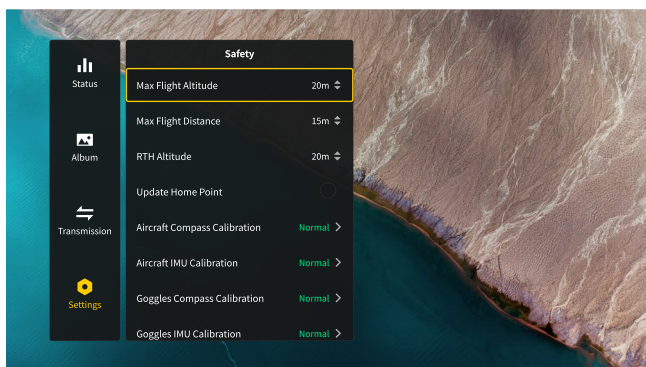 Safety
Status
Max Flight Altitude 20m
Max Flight Distance 15m
Album
RTH Altitude 20m
Update Home Point
Transmission
Aircraft Compass Calibration Normal
Aircraft IMU Calibration Normal
Settings
Goggles Compass Calibration Normal
Goggles IMU Calibration Normal